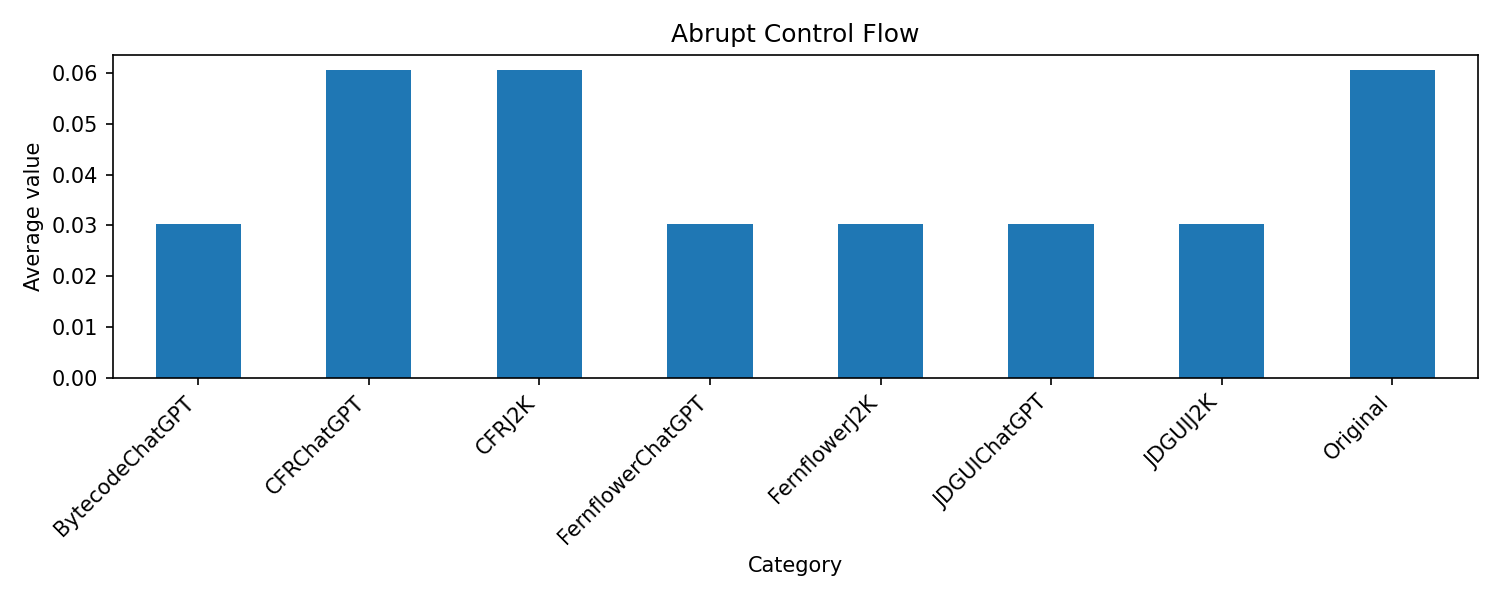 Abrupt Control Flow
Average value
0.06
0.05
0.04
0.03
0.02
0.01
0.00
BytecodeChatGPT
CFRChatGPT
CFRJ2K
FernflowerChatGPT
FernflowerJ2K
JDGUIChatGPT
JDGUIJ2K
Original
Category